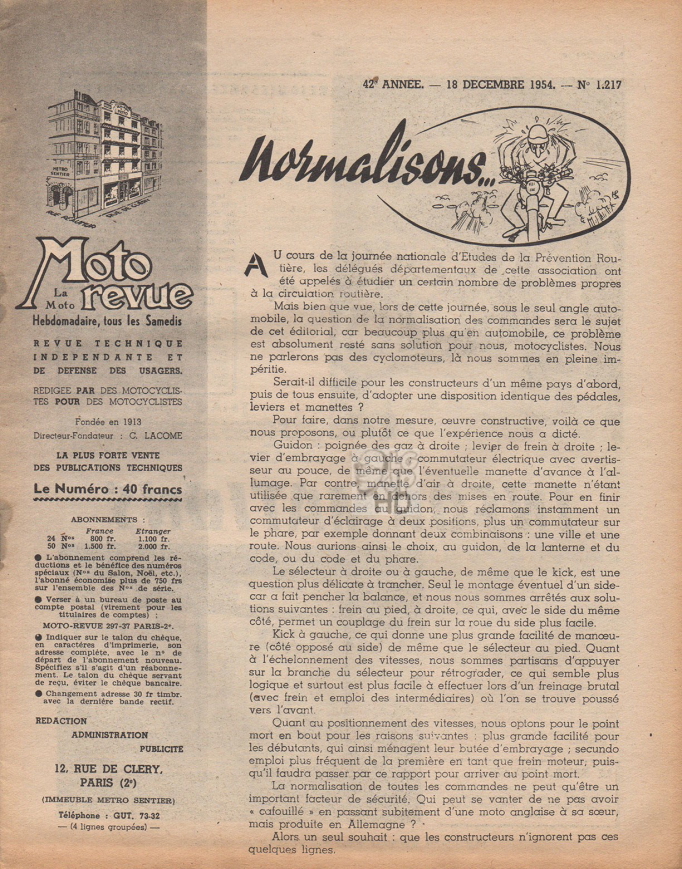 42e ANNEE. — 18 DECEMBRE 1954. — No 1.217
Normalisons...
METRO
SENTIER
Moto
La
Moto
revue
Hebdomadaire, tous les Samedis
REVUE TECHNIQUE
INDEPENDANTE ET
DE DEFENSE DES USAGERS.
REDIGEE PAR DES MOTOCYCLIS-
TES POUR DES MOTOCYCLISTES
Fondée en 1913
Directeur-Fondateur : C. LACOME
LA PLUS FORTE VENTE
DES PUBLICATIONS TECHNIQUES
Le Numéro : 40 francs
ABONNEMENTS :
France Etranger
24 Nos 800 fr. 1.100 fr.
50 Nos 1.500 fr. 2.000 fr.
● L'abonnement comprend les ré-
ductions et le bénéfice des numéros
spéciaux (Nos du Salon, Noël, etc.),
l'abonné économise plus de 750 frs
sur l'ensemble des Nos de série.
● Verser à un bureau de poste au
compte postal (virement pour les
titulaires de comptes) :
MOTO-REVUE 297-37 PARIS-2e.
● Indiquer sur le talon du chèque,
en caractères d'imprimerie, son
adresse complète, avec le no de
départ de l'abonnement nouveau.
Spécifiez s'il s'agit d'un réabonne-
ment. Le talon du chèque servant
de reçu, éviter le chèque bancaire.
● Changement adresse 30 fr timbr.
avec la dernière bande rectif.
REDACTION
ADMINISTRATION
PUBLICITE
12, RUE DE CLERY,
PARIS (2e)
(IMMEUBLE METRO SENTIER)
Téléphone : GUT. 73-32
— (4 lignes groupées) —
AU cours de la journée nationale d'Etudes de la Prévention Rou-
tière, les délégués départementaux de cette association ont
été appelés à étudier un certain nombre de problèmes propres
à la circulation routière.
Mais bien que vue, lors de cette journée, sous le seul angle auto-
mobile, la question de la normalisation des commandes sera le sujet
de cet éditorial, car beaucoup plus qu'en automobile, ce problème
est absolument resté sans solution pour nous, motocyclistes. Nous
ne parlerons pas des cyclomoteurs, là nous sommes en pleine im-
péritie.
Serait-il difficile pour les constructeurs d'un même pays d'abord,
puis de tous ensuite, d'adopter une disposition identique des pédales,
leviers et manettes ?
Pour faire, dans notre mesure, œuvre constructive, voilà ce que
nous proposons, ou plutôt ce que l'expérience nous a dicté.
Guidon : poignée des gaz à droite ; levier de frein à droite ; le-
vier d'embrayage à gauche, commutateur électrique avec avertis-
seur au pouce, de même que l'éventuelle manette d'avance à l'al-
lumage. Par contre, manette d'air à droite, cette manette n'étant
utilisée que rarement et lors des mises en route. Pour en finir
avec les commandes au guidon, nous réclamons instamment un
commutateur d'éclairage à deux positions, plus un commutateur sur
le phare, par exemple donnant deux combinaisons : une ville et une
route. Nous aurions ainsi le choix, au guidon, de la lanterne et du
code, ou du code et du phare.
Le sélecteur à droite ou à gauche, de même que le kick, est une
question plus délicate à trancher. Seul le montage éventuel d'un side-
car a fait pencher la balance, et nous nous sommes arrêtés aux solu-
tions suivantes : frein au pied, à droite, ce qui, avec le side du même
côté, permet un couplage du frein sur la roue du side plus facile.
Kick à gauche, ce qui donne une plus grande facilité de manœu-
re (côté opposé au side) de même que le sélecteur au pied. Quant
à l'échelonnement des vitesses, nous sommes partisans d'appuyer
sur la branche du sélecteur pour rétrograder, ce qui semble plus
logique et surtout est plus facile à effectuer lors d'un freinage brutal
(avec frein et emploi des intermédiaires) où l'on se trouve poussé
vers l'avant.
Quant au positionnement des vitesses, nous optons pour le point
mort en bout pour les raisons suivantes : plus grande facilité pour
les débutants, qui ainsi ménagent leur butée d'embrayage ; secundo
emploi plus fréquent de la première en tant que frein moteur, puis-
qu'il faudra passer par ce rapport pour arriver au point mort.
La normalisation de toutes les commandes ne peut qu'être un
important facteur de sécurité. Qui peut se vanter de ne pas avoir
« cafouillé » en passant subitement d'une moto anglaise à sa sœur,
mais produite en Allemagne ?
Alors un seul souhait : que les constructeurs n'ignorent pas ces
quelques lignes.